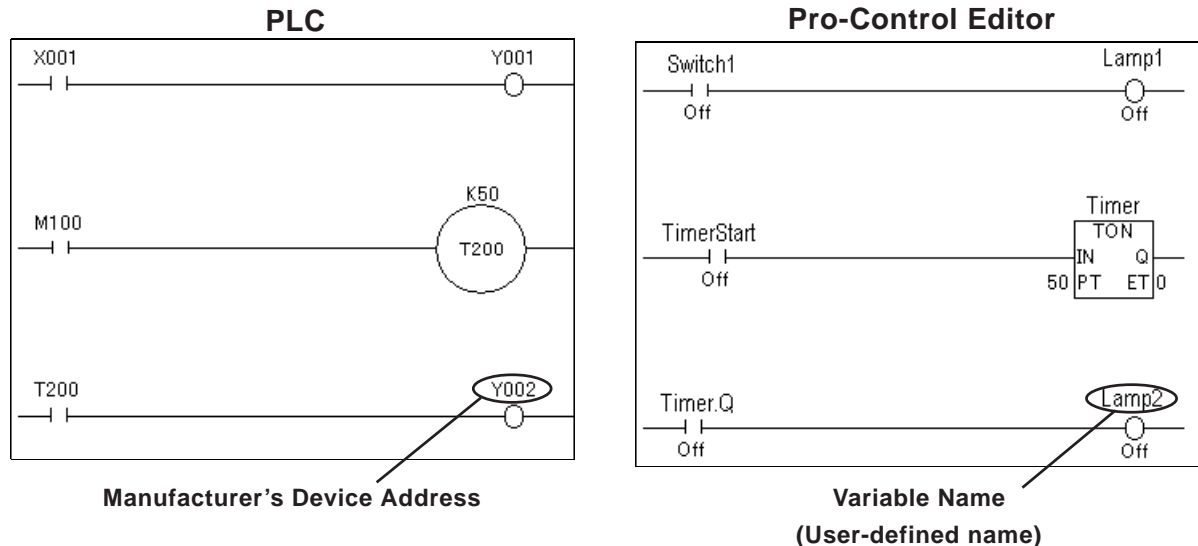 PLC
X001 Y001
K50
M100
T200
T200 Y002
Manufacturer's Device Address
Pro-Control Editor
Switch1 Lamp1
Off Off
Timer
TimerStart TON
IN Q
Off 50 PT ET 0
Timer.Q Lamp2
Off Off
Variable Name
(User-defined name)